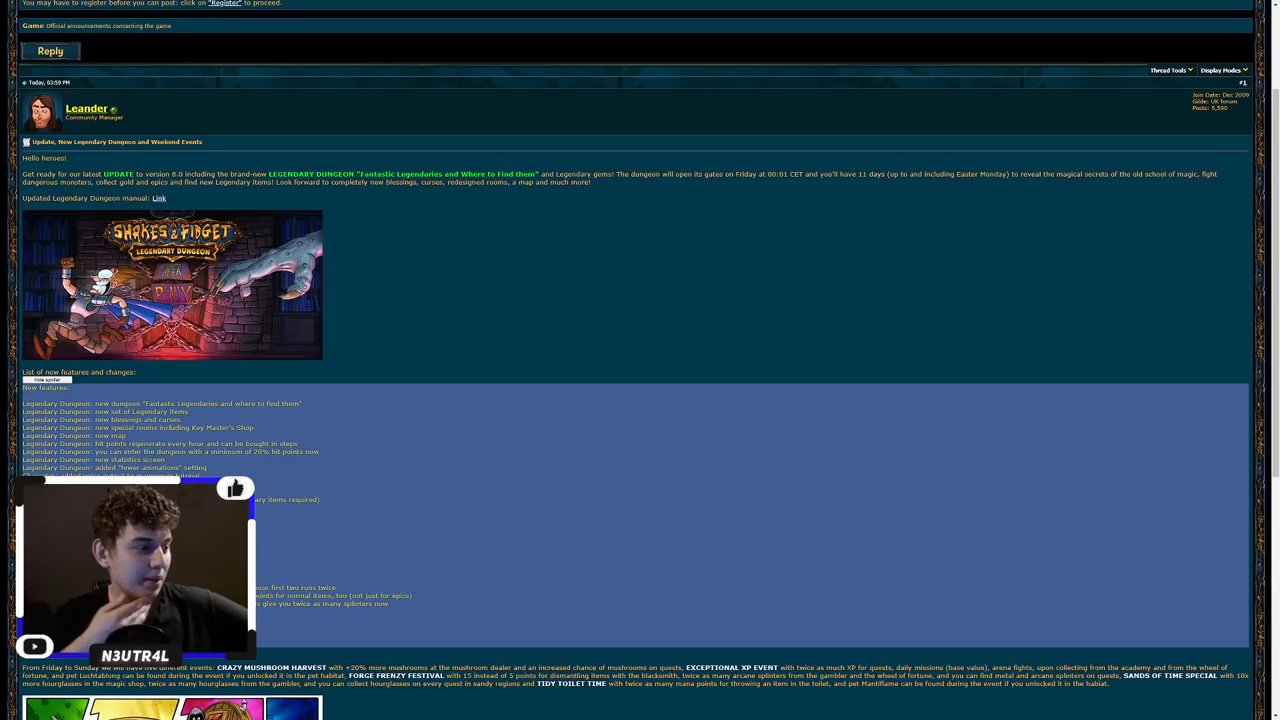 You may have to register before you can post: click on "Register" to proceed.
Game Official announcements concerning the game
Reply
Thread Tools Display Modes
Today, 03:59 PM #1
Leander
Community Manager
Join Date: Dec 2009
Gilde: UK forum
Posts: 5,590
Update, New Legendary Dungeon and Weekend Events
Hello heroes!
Get ready for our latest UPDATE to version 8.0 including the brand-new LEGENDARY DUNGEON "Fantastic Legendaries and Where to Find them" and Legendary gems! The dungeon will open its gates on Friday at 00:01 CET and you'll have 11 days (up to and including Easter Monday) to reveal the magical secrets of the old school of magic, fight
dangerous monsters, collect gold and epics and find new Legendary items! Look forward to completely new blessings, curses, redesigned rooms, a map and much more!
Updated Legendary Dungeon manual: Link
SHAKES & FIDGET
LEGENDARY DUNGEON
List of new features and changes:
hide spoiler
New features:
Legendary Dungeon: new dungeon "Fantastic Legendaries and where to find them"
Legendary Dungeon: new set of Legendary items
Legendary Dungeon: new blessings and curses
Legendary Dungeon: new special rooms including Key Master's Shop
Legendary Dungeon: new map
Legendary Dungeon: hit points regenerate every hour and can be bought in steps
Legendary Dungeon: you can enter the dungeon with a minimum of 20% hit points now
Legendary Dungeon: new statistics screen
Legendary Dungeon: added "fewer animations" setting
ary items required)
our first two runs twice
oints for normal items, too (not just for epics)
s give you twice as many splinters now
N3UTR4L
From Friday to Sunday we will have five different events: CRAZY MUSHROOM HARVEST with +20% more mushrooms at the mushroom dealer and an increased chance of mushrooms on quests, EXCEPTIONAL XP EVENT with twice as much XP for quests, daily missions (base value), arena fights, upon collecting from the academy and from the wheel of
fortune, and pet Luchtablong can be found during the event if you unlocked it in the pet habitat, FORGE FRENZY FESTIVAL with 15 instead of 5 points for dismantling items with the blacksmith, twice as many arcane splinters from the gambler and the wheel of fortune, and you can find metal and arcane splinters on quests, SANDS OF TIME SPECIAL with 10x
more hourglasses in the magic shop, twice as many hourglasses from the gambler, and you can collect hourglasses on every quest in sandy regions and TIDY TOILET TIME with twice as many mana points for throwing an item in the toilet, and pet Mantiflame can be found during the event if you unlocked it in the pet habitat.